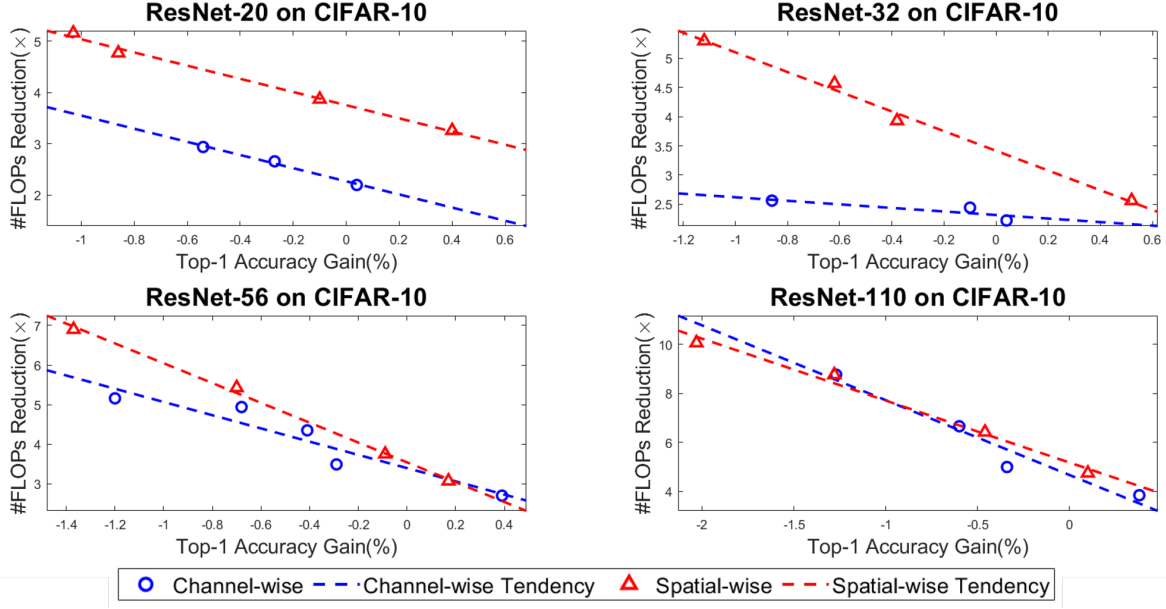 ResNet-20 on CIFAR-10
#FLOPs Reduction(×)
5
4
3
2
-1 -0.8 -0.6 -0.4 -0.2 0 0.2 0.4 0.6
Top-1 Accuracy Gain(%)
ResNet-32 on CIFAR-10
#FLOPs Reduction(×)
5
4.5
4
3.5
3
2.5
-1.2 -1 -0.8 -0.6 -0.4 -0.2 0 0.2 0.4 0.6
Top-1 Accuracy Gain(%)
ResNet-56 on CIFAR-10
#FLOPs Reduction(×)
7
6
5
4
3
-1.4 -1.2 -1 -0.8 -0.6 -0.4 -0.2 0 0.2 0.4
Top-1 Accuracy Gain(%)
ResNet-110 on CIFAR-10
#FLOPs Reduction(×)
10
8
6
4
-2 -1.5 -1 -0.5 0
Top-1 Accuracy Gain(%)
Channel-wise Channel-wise Tendency Spatial-wise Spatial-wise Tendency